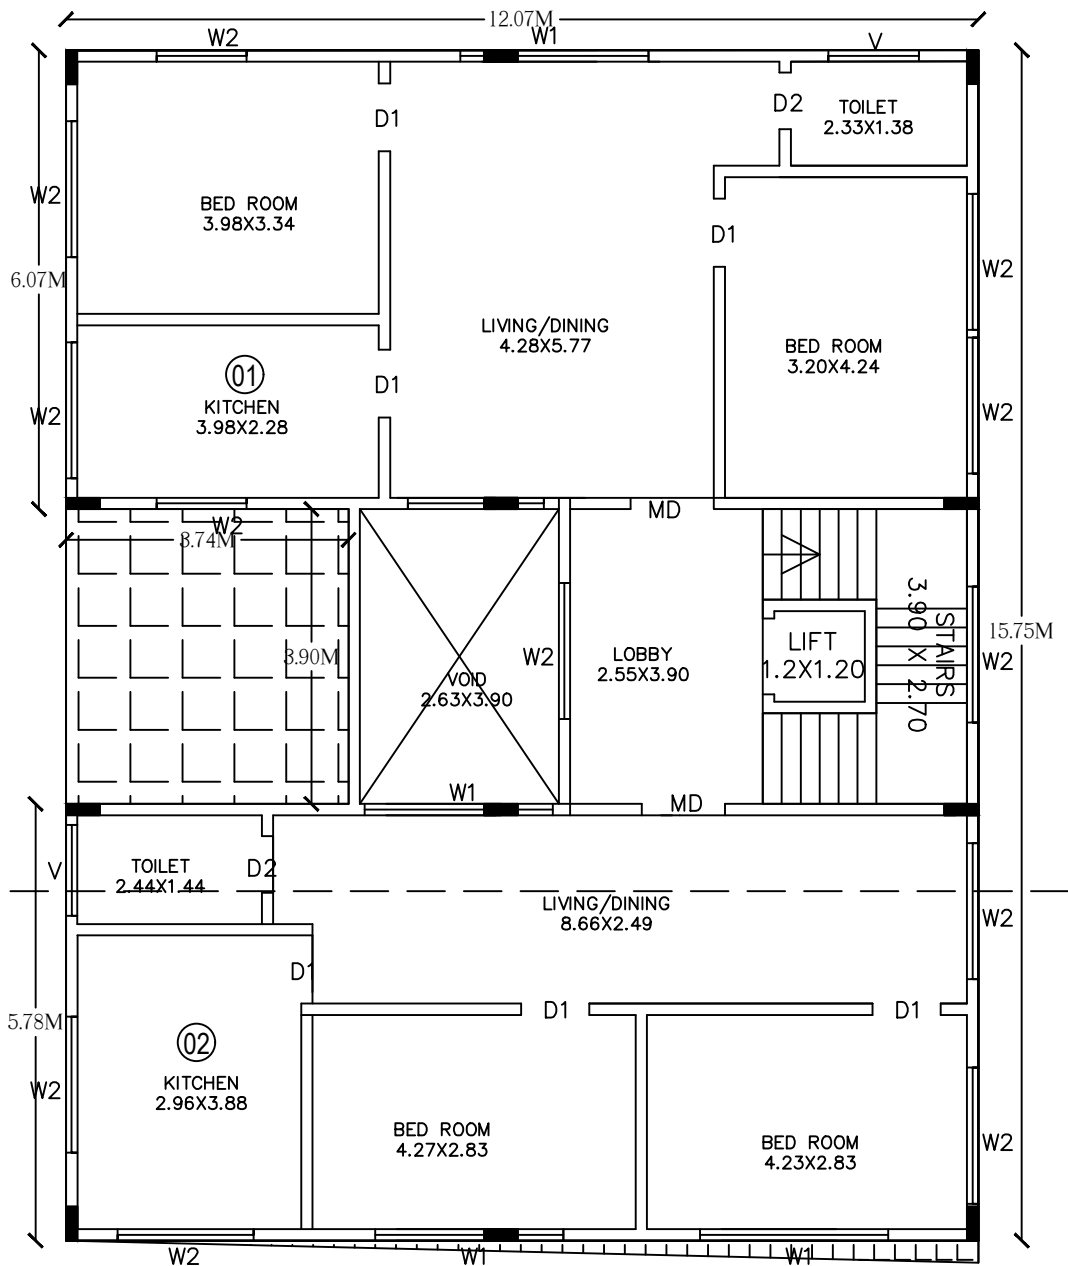 12.07M
W2
W1
V
D1
D2
TOILET
2.33X1.38
W2
BED ROOM
3.98X3.34
D1
W2
6.07M
LIVING/DINING
4.28X5.77
BED ROOM
3.20X4.24
01
D1
KITCHEN
3.98X2.28
W2
W2
MD
W2
3.74M
3.90M
VOID
2.63X3.90
W2
LOBBY
2.55X3.90
LIFT
1.2X1.20
STAIRS
3.90 X 2.70
W2
15.75M
W1
MD
V
TOILET
2.44X1.44
D2
LIVING/DINING
8.66X2.49
W2
D1
D1
D1
5.78M
02
KITCHEN
2.96X3.88
W2
BED ROOM
4.27X2.83
BED ROOM
4.23X2.83
W2
W2
W1
W1